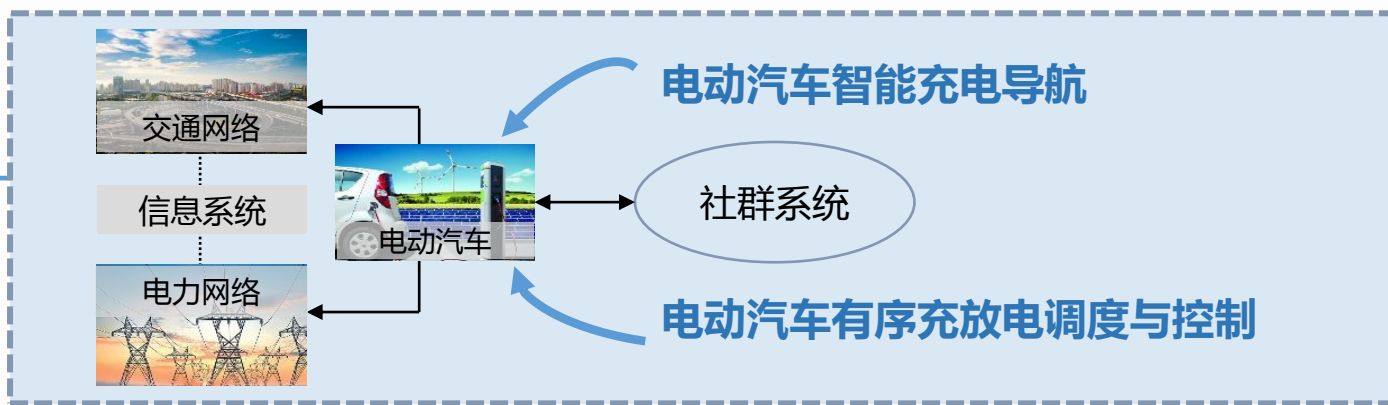 交通网络
信息系统
电力网络
电动汽车
社群系统
电动汽车智能充电导航
电动汽车有序充放电调度与控制